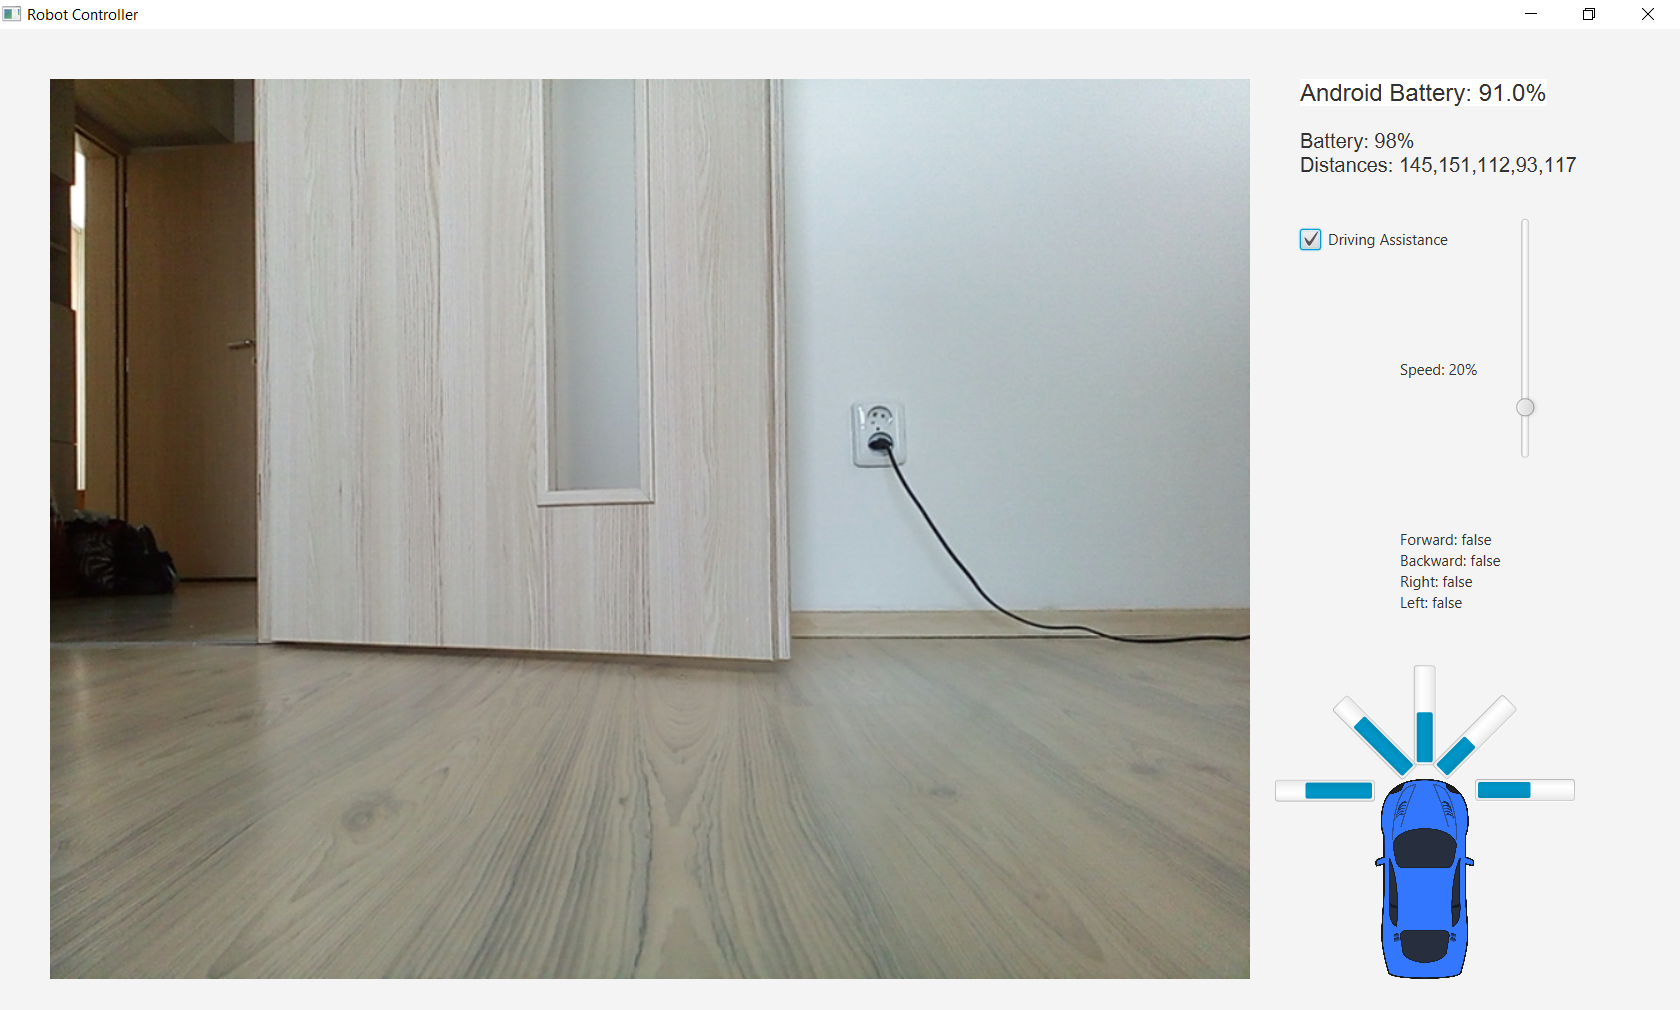 Robot Controller
Android Battery: 91.0%
Battery: 98%
Distances: 145,151,112,93,117
Driving Assistance
Speed: 20%
Forward: false
Backward: false
Right: false
Left: false